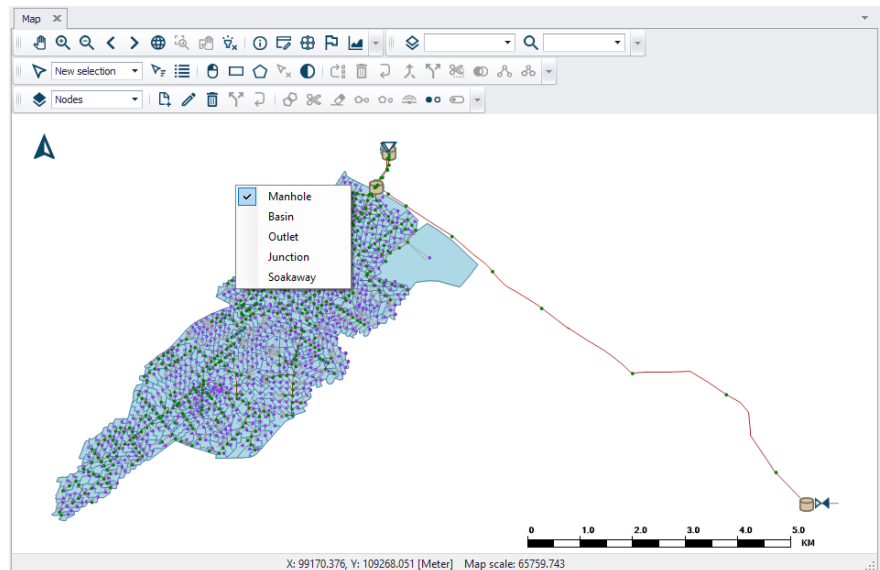 Map
New selection
Nodes
Manhole
Basin
Outlet
Junction
Soakaway
0 1.0 2.0 3.0 4.0 5.0
KM
X: 99170.376, Y: 109268.051 [Meter] Map scale: 65759.743